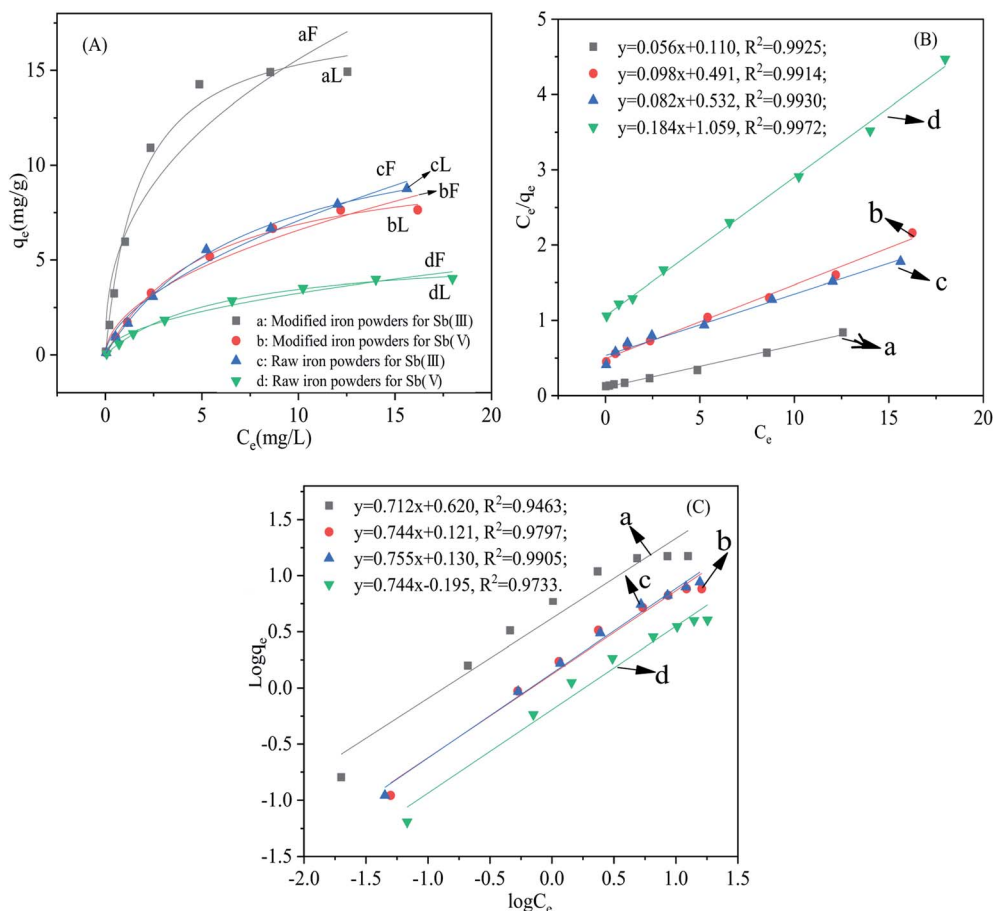 (A)
aF
aL
cF
cL
bF
bL
dF
dL
a: Modified iron powders for Sb(Ⅲ)
b: Modified iron powders for Sb(Ⅴ)
c: Raw iron powders for Sb(Ⅲ)
d: Raw iron powders for Sb(Ⅴ)
qe(mg/g)
15
10
5
0
0 5 10 15 20 25
Ce(mg/L)
(B)
y=0.056x+0.110, R²=0.9925;
y=0.098x+0.491, R²=0.9914;
y=0.082x+0.532, R²=0.9930;
y=0.184x+1.059, R²=0.9972;
d
b
c
a
Ce/qe
5
4
3
2
1
0
0 5 10 15 20
Ce
(C)
y=0.712x+0.620, R²=0.9463;
y=0.744x+0.121, R²=0.9797;
y=0.755x+0.130, R²=0.9905;
y=0.744x-0.195, R²=0.9733.
a
b
c
d
Logqe
1.5
1.0
0.5
0.0
-0.5
-1.0
-1.5
-2.0 -1.5 -1.0 -0.5 0.0 0.5 1.0 1.5
logCe